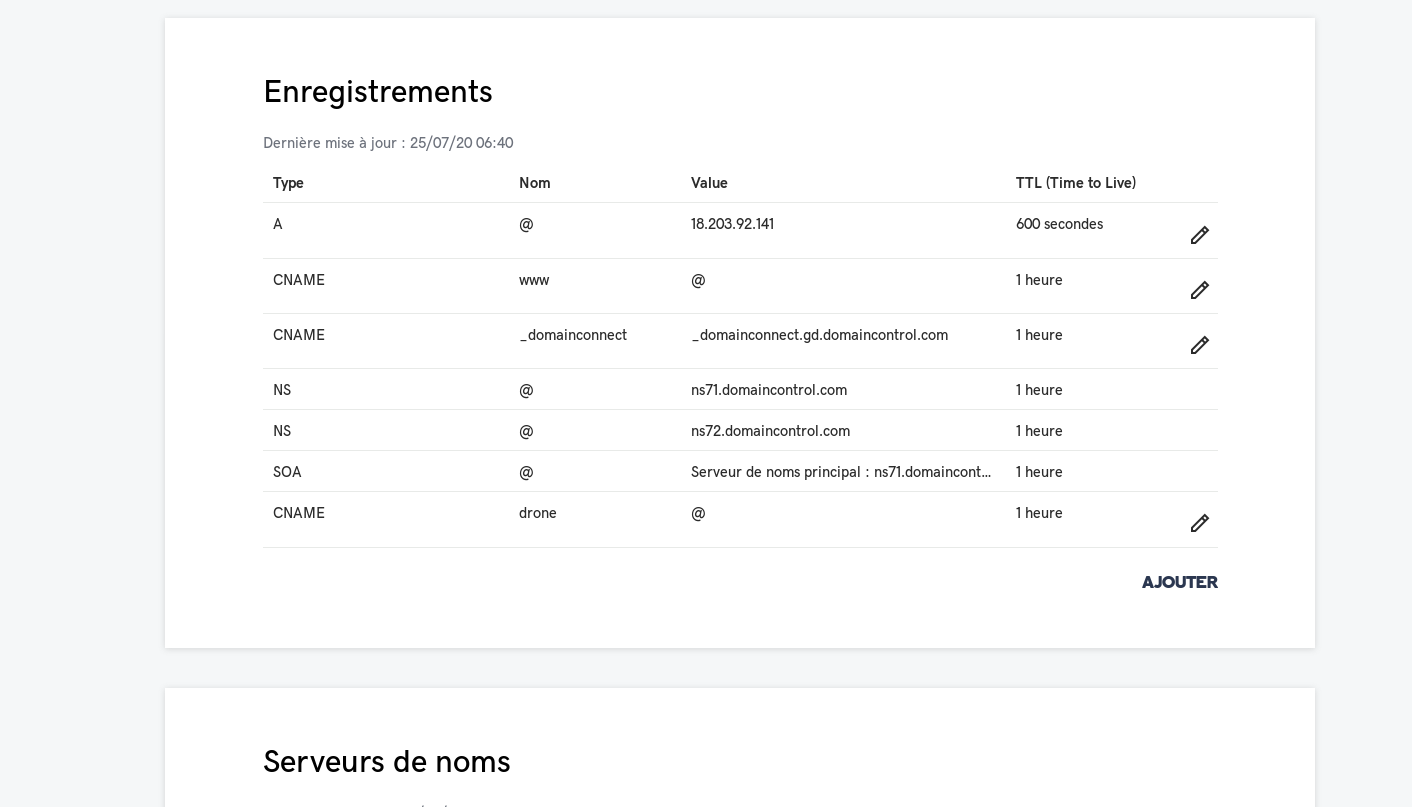 Enregistrements
Dernière mise à jour : 25/07/20 06:40
Type Nom Value TTL (Time to Live)
A @ 18.203.92.141 600 secondes
CNAME www @ 1 heure
CNAME _domainconnect _domainconnect.gd.domaincontrol.com 1 heure
NS @ ns71.domaincontrol.com 1 heure
NS @ ns72.domaincontrol.com 1 heure
SOA @ Serveur de noms principal : ns71.domaincont... 1 heure
CNAME drone @ 1 heure
AJOUTER
Serveurs de noms